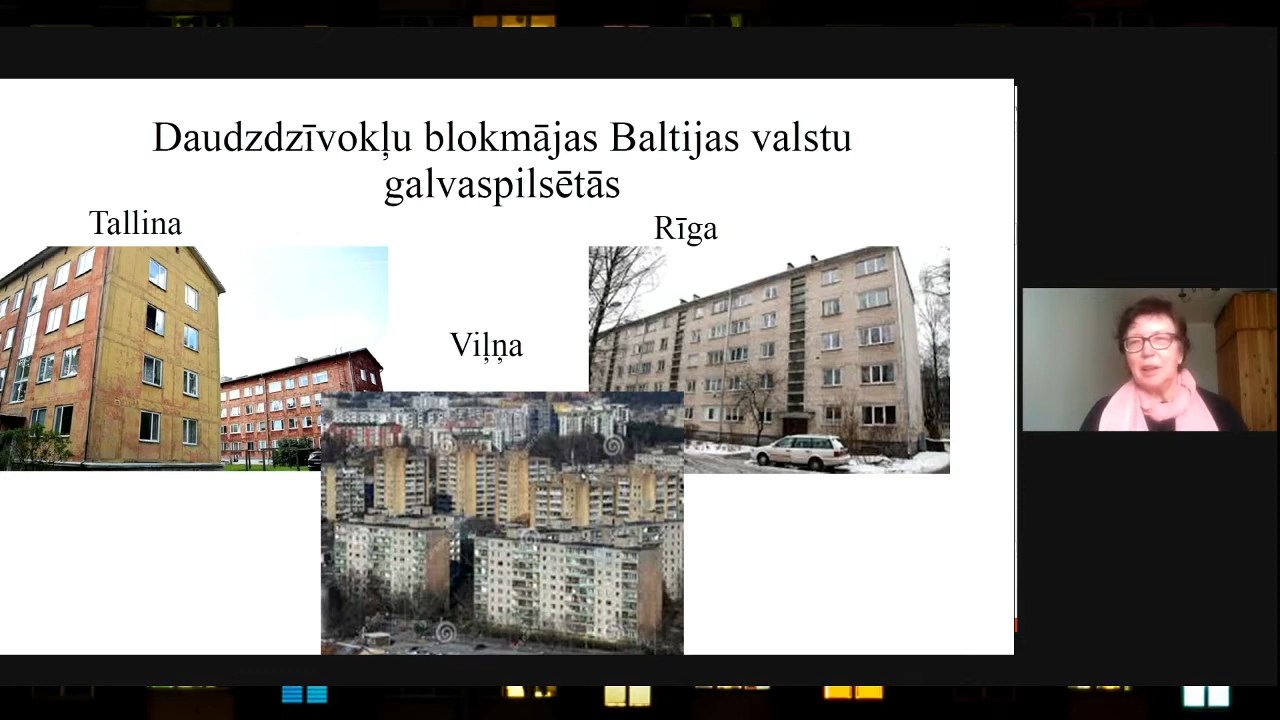 Daudzdzīvokļu blokmājas Baltijas valstu
galvaspilsētās
Tallina
Rīga
Viļņa